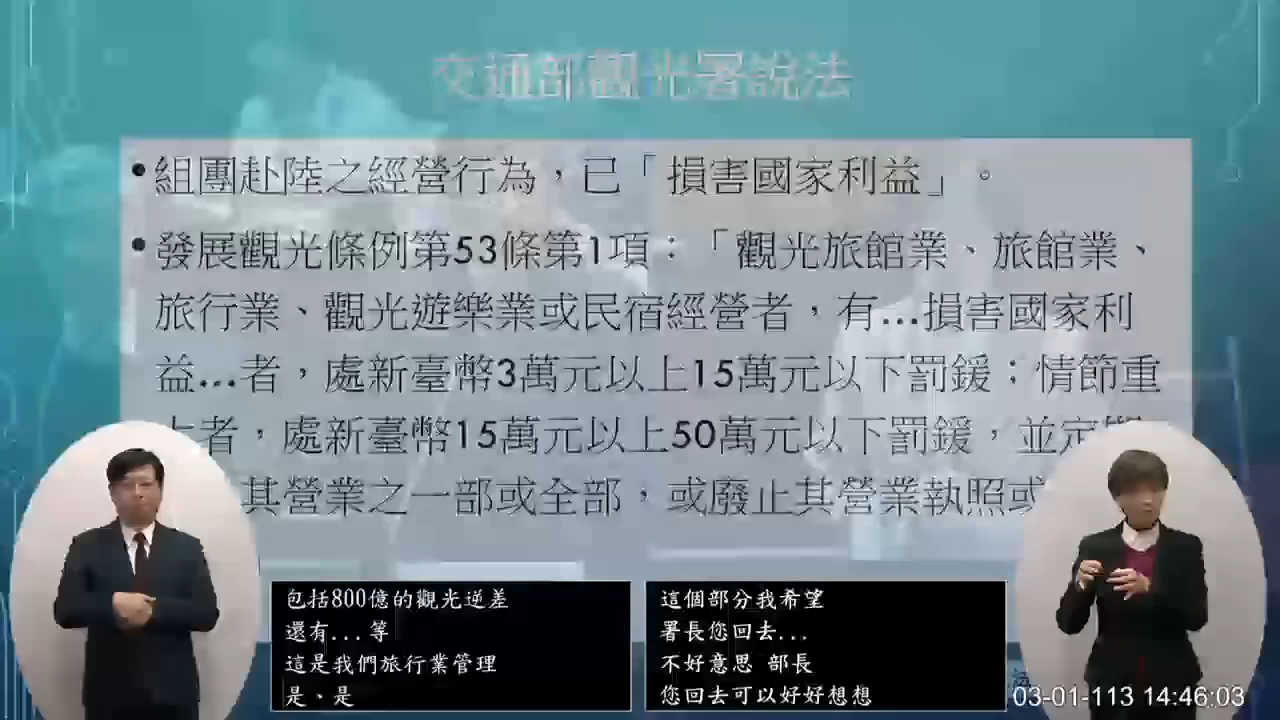 交通部觀光署說法
•組團赴陸之經營行為，已「損害國家利益」。
•發展觀光條例第53條第1項：「觀光旅館業、旅館業、
旅行業、觀光遊樂業或民宿經營者，有...損害國家利
益...者，處新臺幣3萬元以上15萬元以下罰鍰；情節重
大者，處新臺幣15萬元以上50萬元以下罰鍰，並定期
其營業之一部或全部，或廢止其營業執照或
包括800億的觀光逆差
還有...等
這是我們旅行業管理
是、是
這個部分我希望
署長您回去...
不好意思 部長
您回去可以好好想想
03-01-113 14:46:03